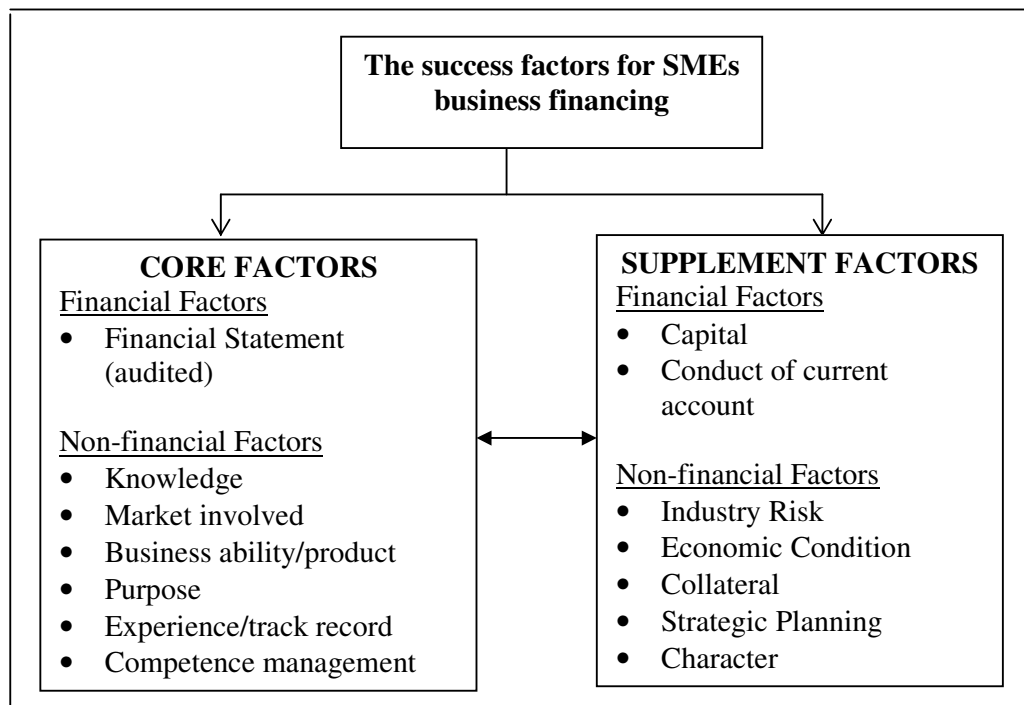 The success factors for SMEs
business financing
CORE FACTORS
Financial Factors
• Financial Statement
(audited)
Non-financial Factors
• Knowledge
• Market involved
• Business ability/product
• Purpose
• Experience/track record
• Competence management
SUPPLEMENT FACTORS
Financial Factors
• Capital
• Conduct of current
account
Non-financial Factors
• Industry Risk
• Economic Condition
• Collateral
• Strategic Planning
• Character